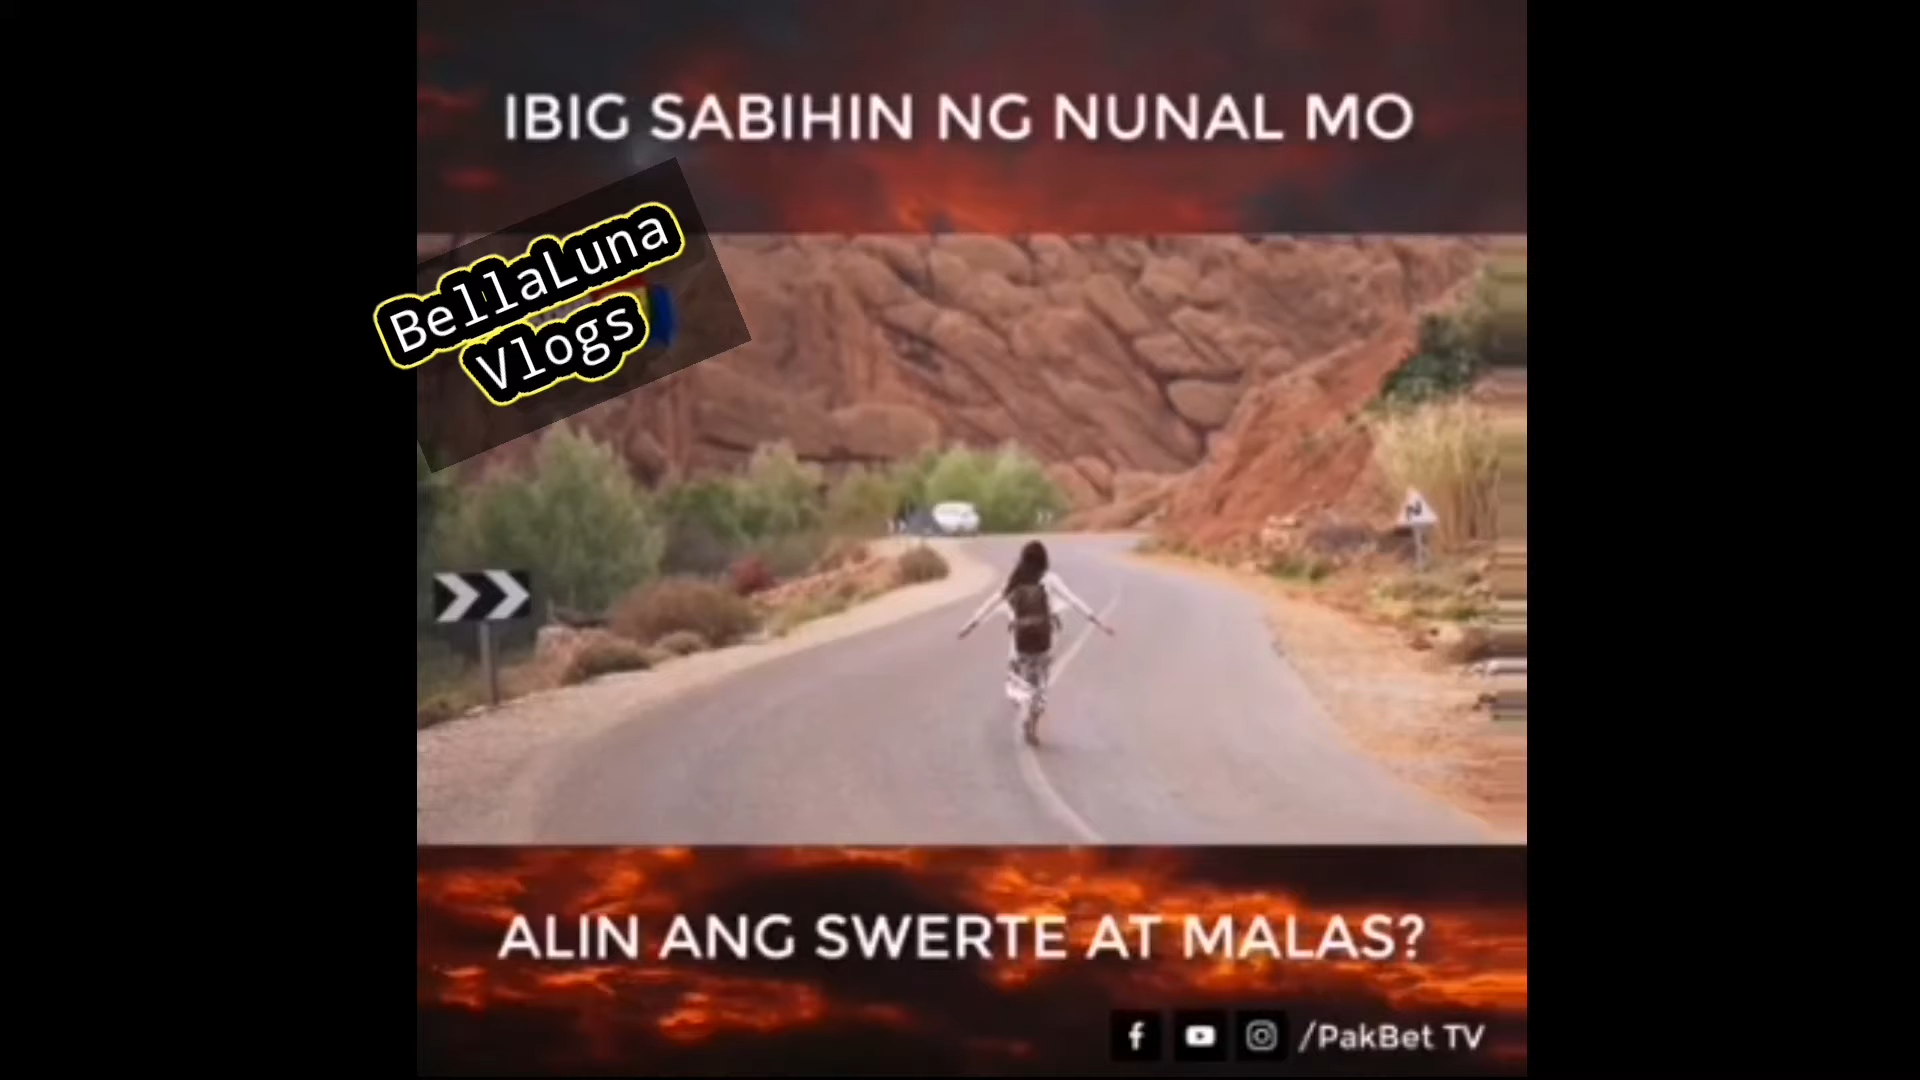 IBIG SABIHIN NG NUNAL MO
BellaLuna
Vlogs
ALIN ANG SWERTE AT MALAS?
/PakBet TV